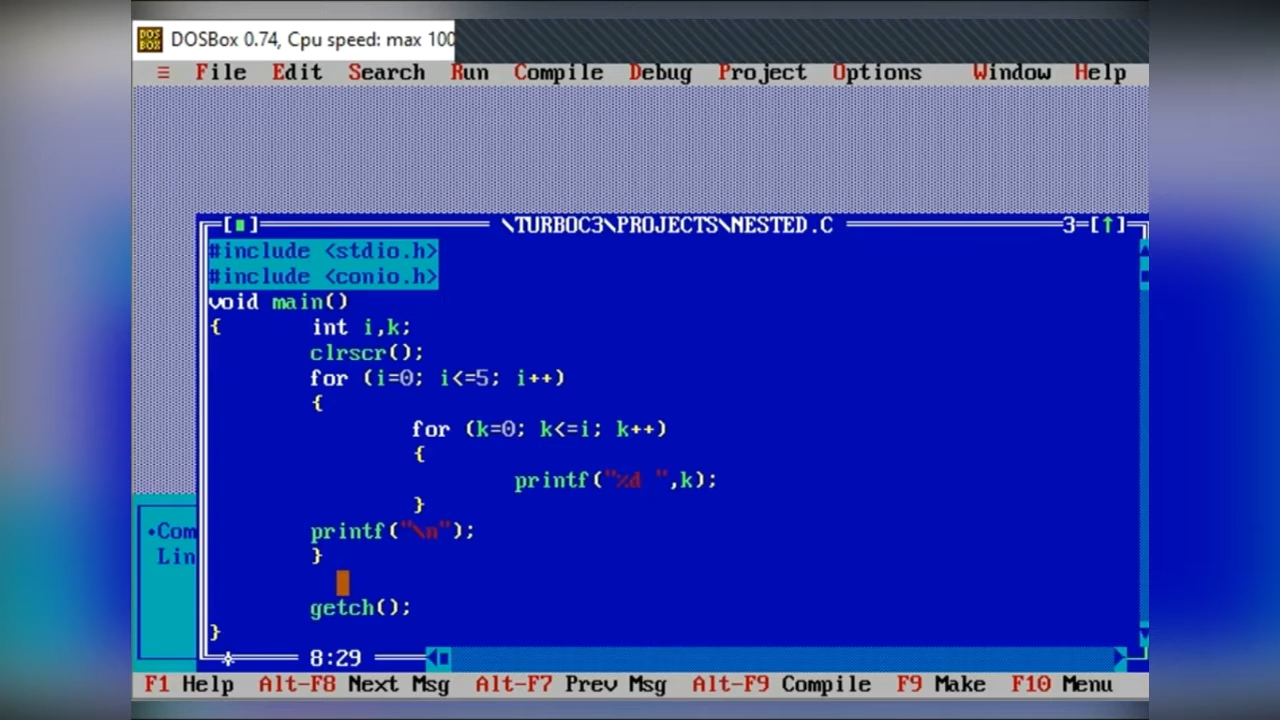 DOS BOX DOSBox 0.74, Cpu speed: max 100
≡ File Edit Search Run Compile Debug Project Options Window Help
[■] \TURBOC3\PROJECTS\NESTED.C 3=[↑]
#include <stdio.h>
#include <conio.h>
void main()
{ int i,k;
clrscr();
for (i=0; i<=5; i++)
{
for (k=0; k<=i; k++)
{
printf("%d ",k);
}
printf("\n");
}
getch();
}
•Com
Lin
8:29
F1 Help Alt-F8 Next Msg Alt-F7 Prev Msg Alt-F9 Compile F9 Make F10 Menu